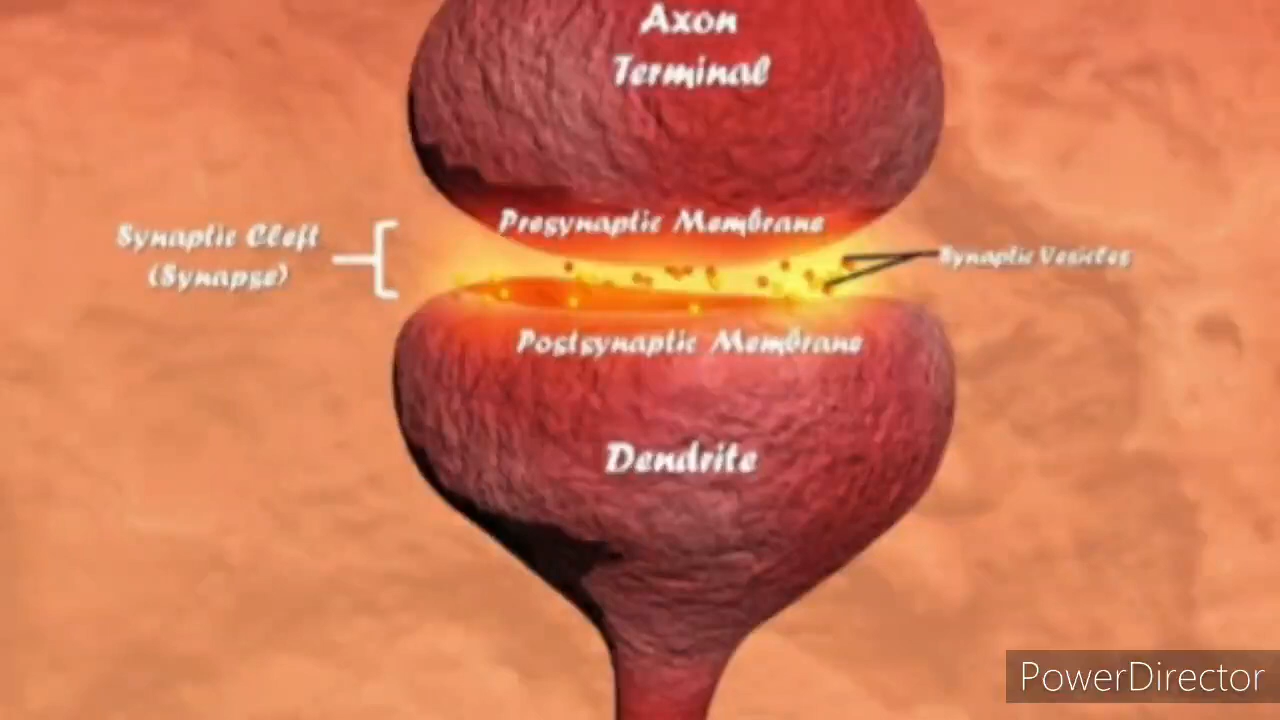 Axon
Terminal
Presynaptic Membrane
Synaptic Cleft
(Synapse)
Synaptic Vesicles
Postsynaptic Membrane
Dendrite
PowerDirector